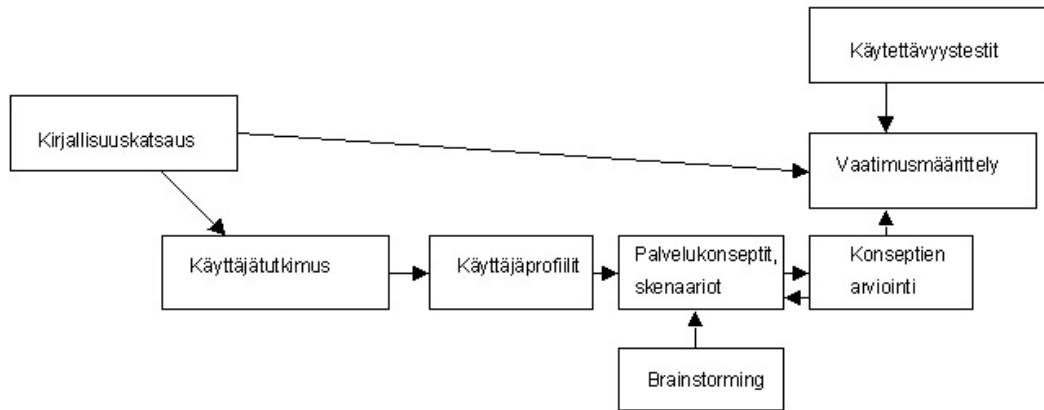 Käytettävyystestit
Kirjallisuuskatsaus
Vaatimusmäärittely
Käyttäjätutkimus
Käyttäjäprofiilit
Palvelukonseptit,
skenaariot
Konseptien
arviointi
Brainstorming